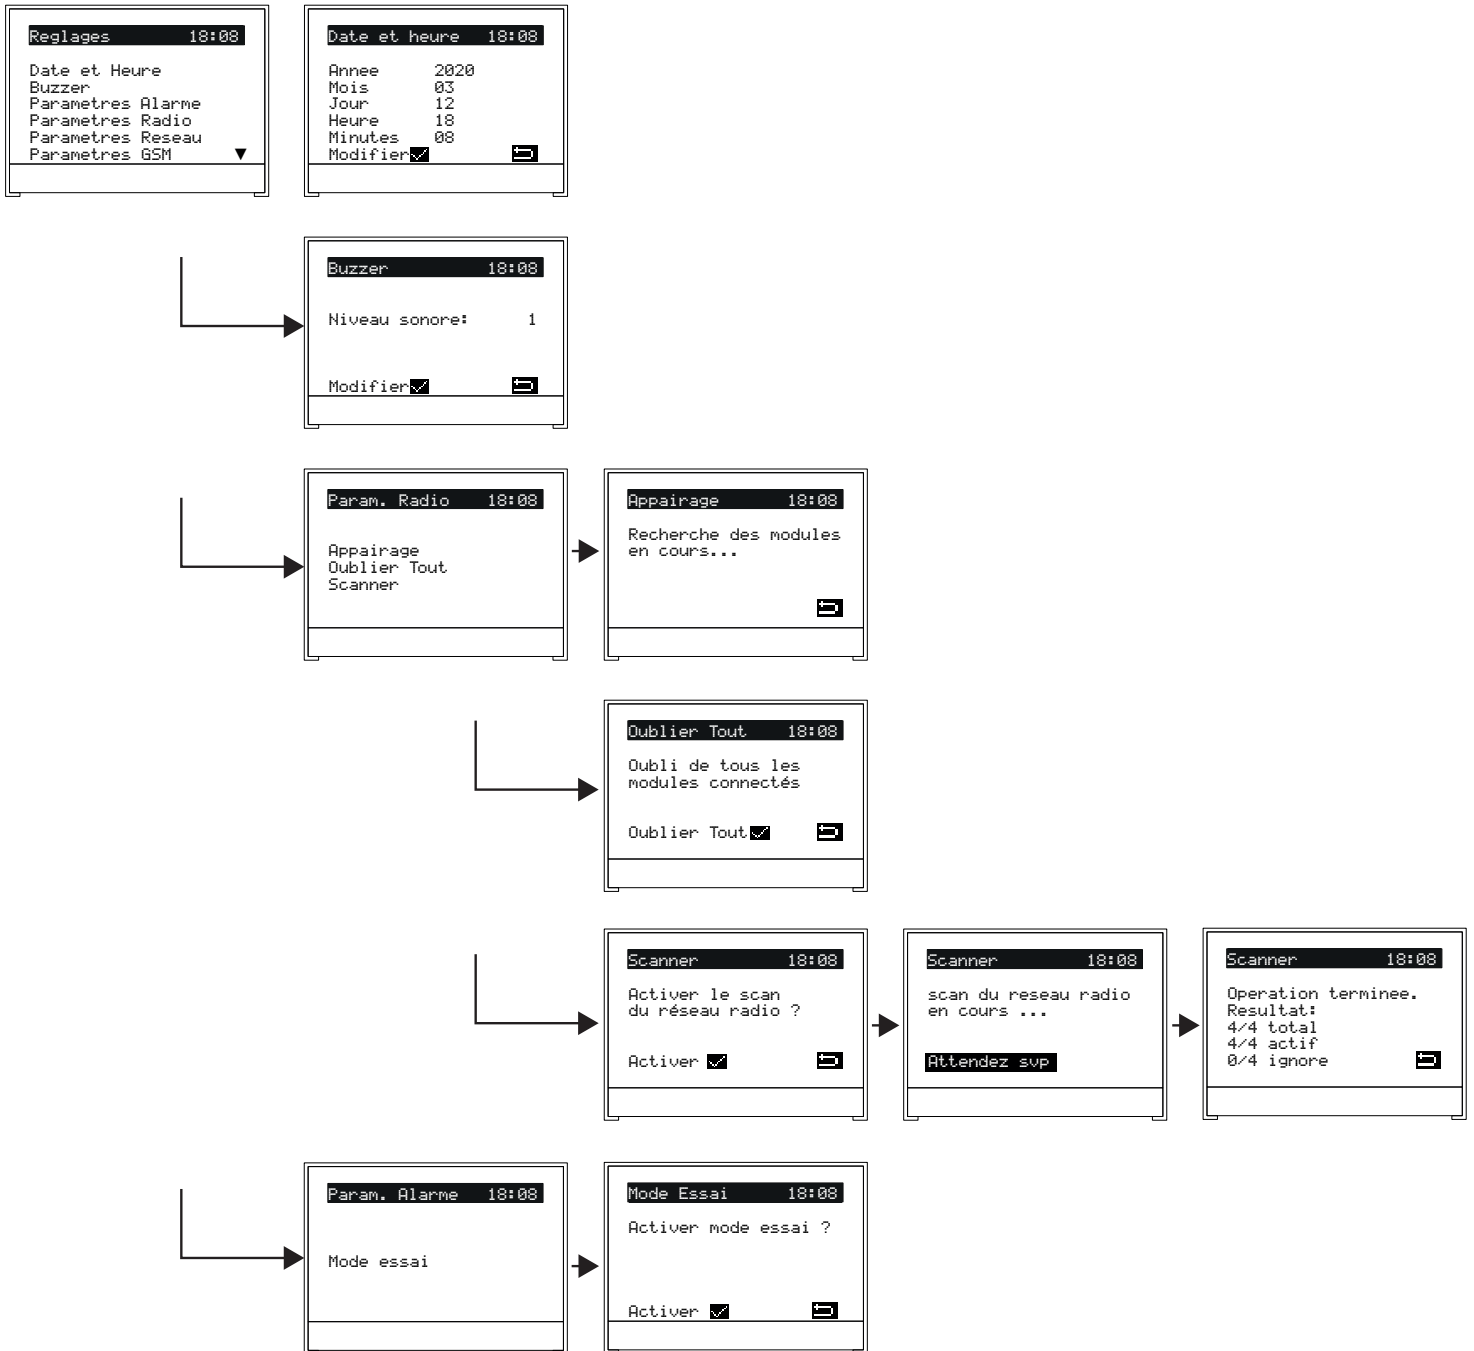 Reglages 18:08
Date et Heure
Buzzer
Parametres Alarme
Parametres Radio
Parametres Reseau
Parametres GSM ▼
Date et heure 18:08
Annee 2020
Mois 03
Jour 12
Heure 18
Minutes 08
Modifier
Buzzer 18:08
Niveau sonore: 1
Modifier
Param. Radio 18:08
Appairage
Oublier Tout
Scanner
Appairage 18:08
Recherche des modules
en cours...
Oublier Tout 18:08
Oubli de tous les
modules connectés
Oublier Tout
Scanner 18:08
Activer le scan
du réseau radio ?
Activer
Scanner 18:08
scan du reseau radio
en cours ...
Attendez svp
Scanner 18:08
Operation terminee.
Resultat:
4/4 total
4/4 actif
0/4 ignore
Param. Alarme 18:08
Mode essai
Mode Essai 18:08
Activer mode essai ?
Activer